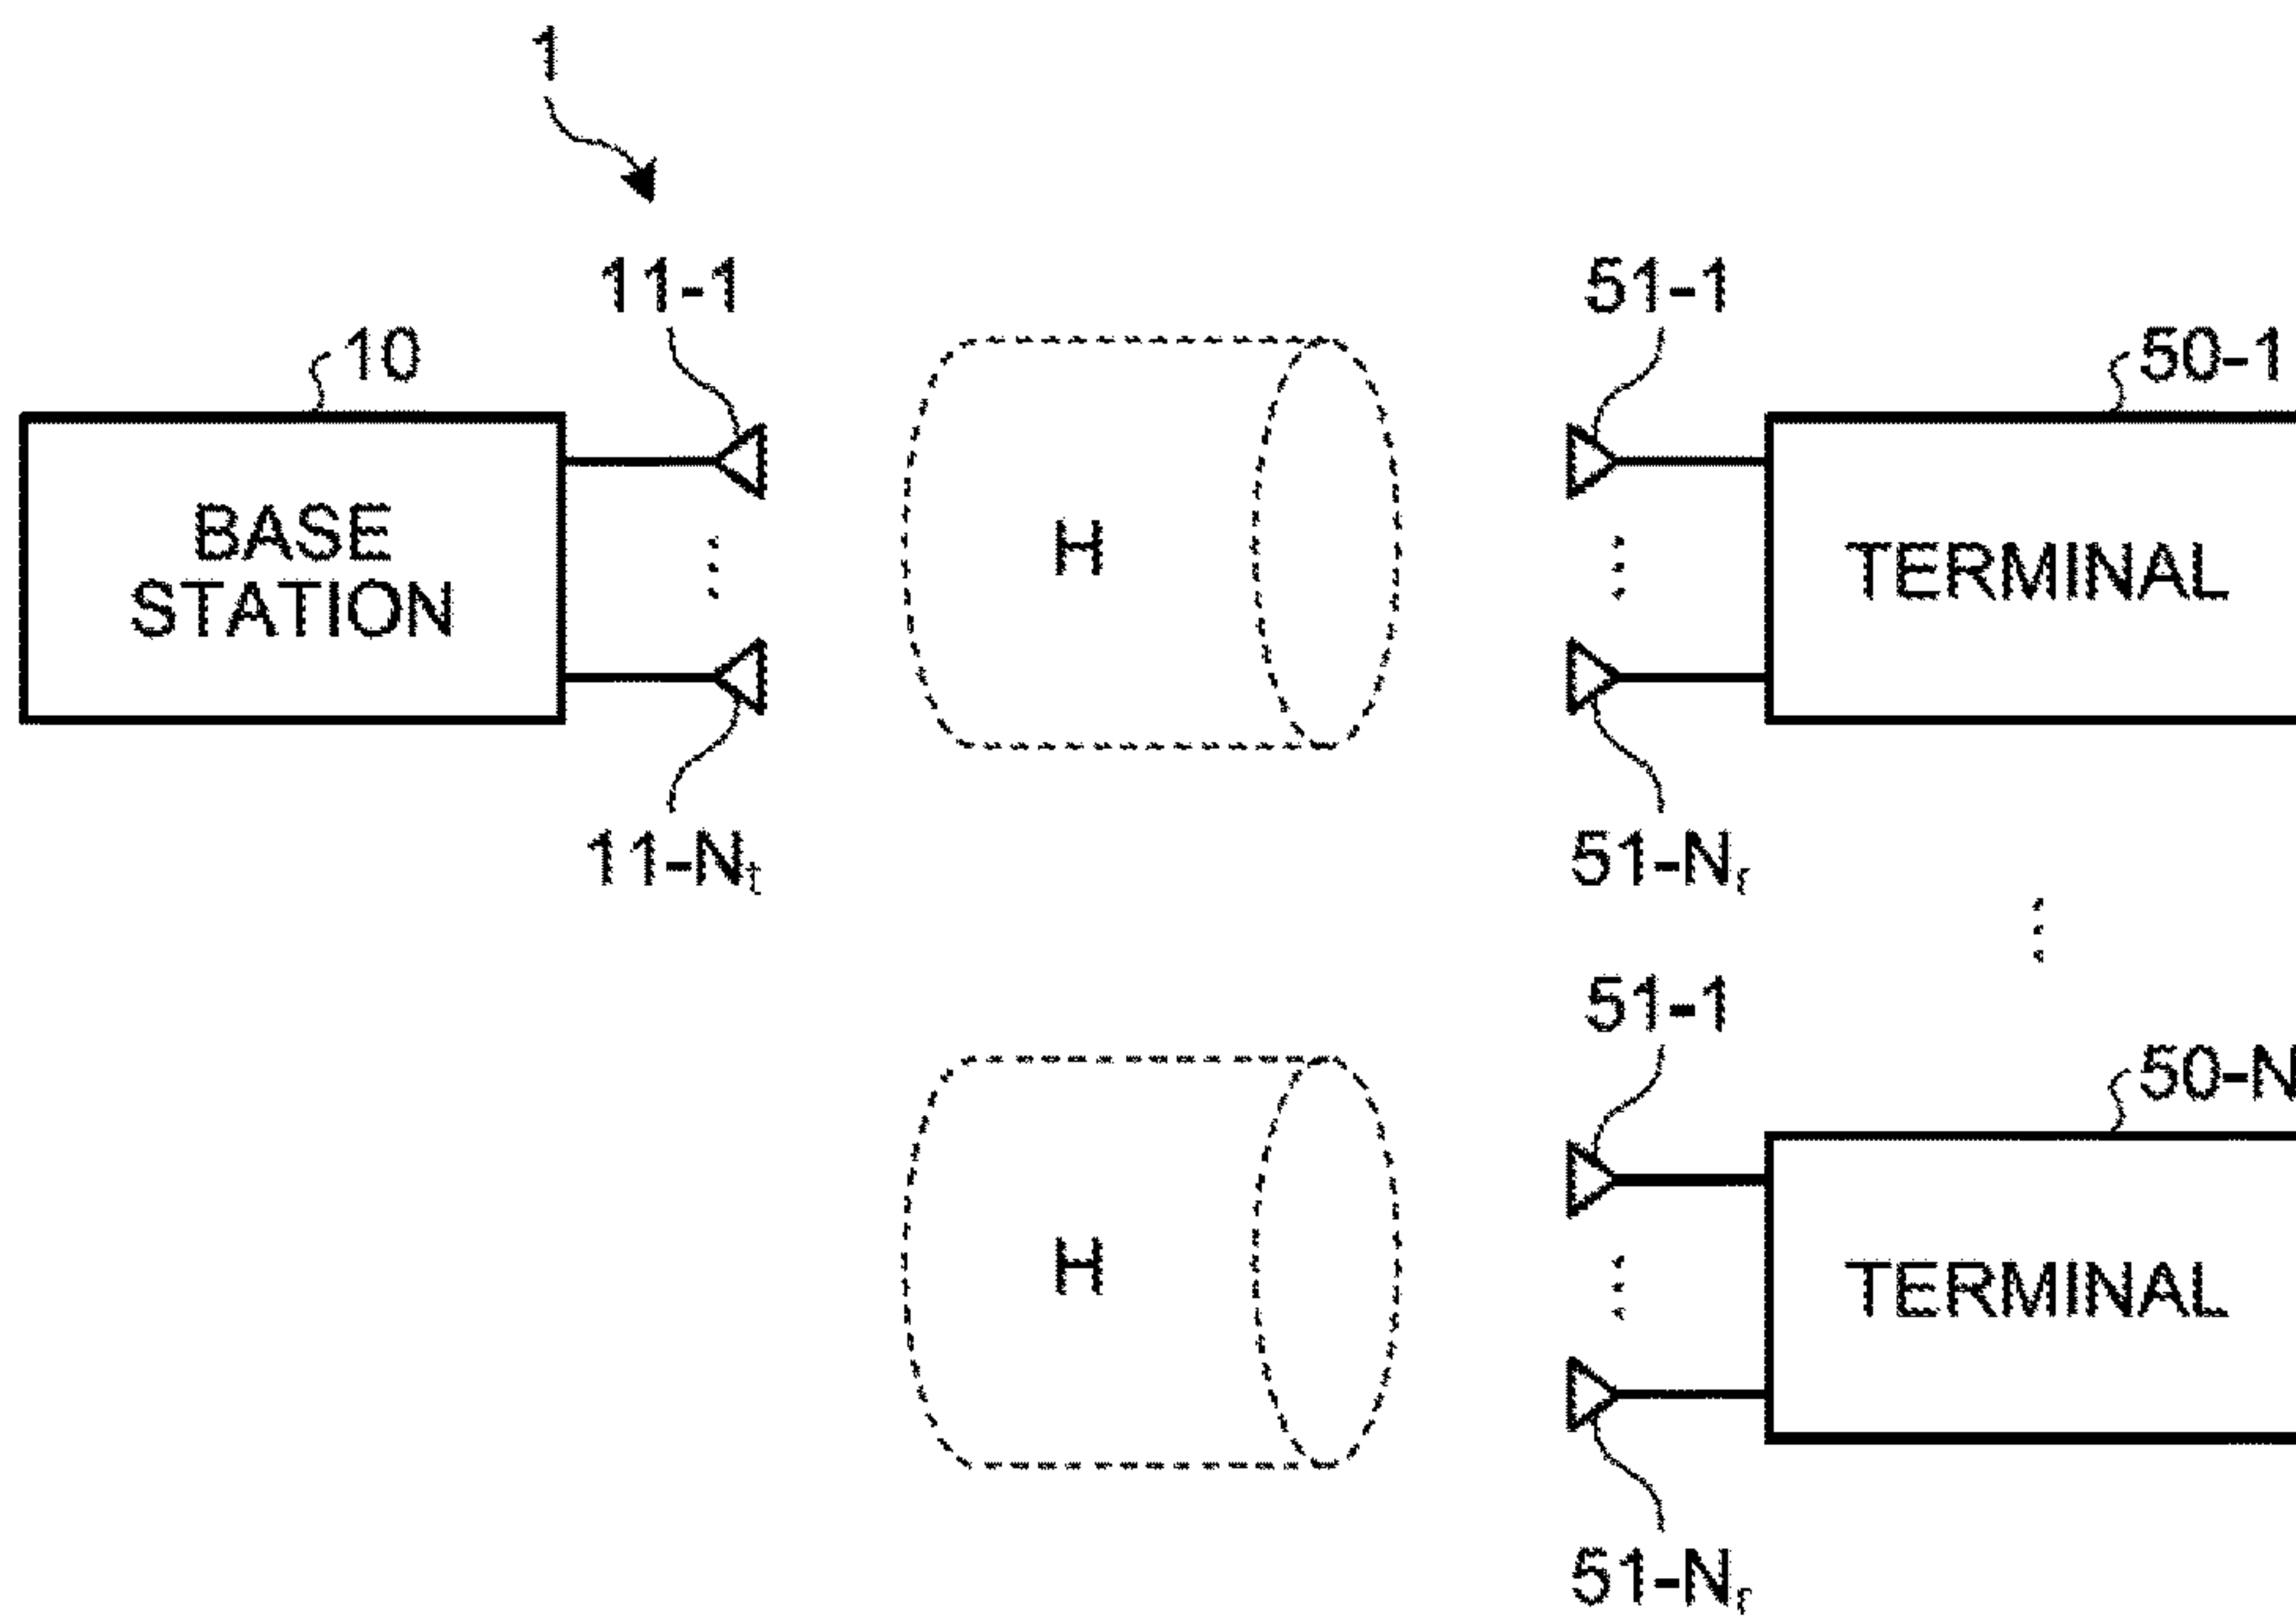 1
11-1
51-1
10
50-1
BASE
STATION
H
TERMINAL
11-Nt
51-Nr
51-1
50-N
H
TERMINAL
51-Nr